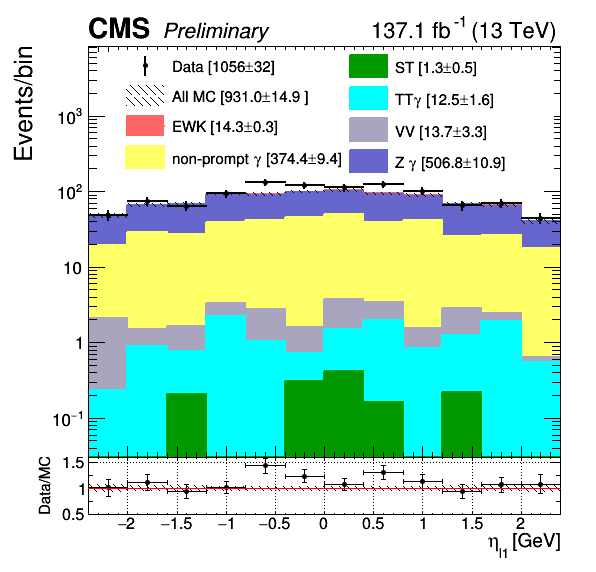 CMS Preliminary 137.1 fb⁻¹ (13 TeV)
Events/bin
Data [1056±32]
All MC [931.0±14.9 ]
EWK [14.3±0.3]
non-prompt γ [374.4±9.4]
ST [1.3±0.5]
TTγ [12.5±1.6]
VV [13.7±3.3]
Z γ [506.8±10.9]
10³
10²
10
1
10⁻¹
Data/MC
1.5
1
0.5
−2 −1.5 −1 −0.5 0 0.5 1 1.5 2
η_l1 [GeV]